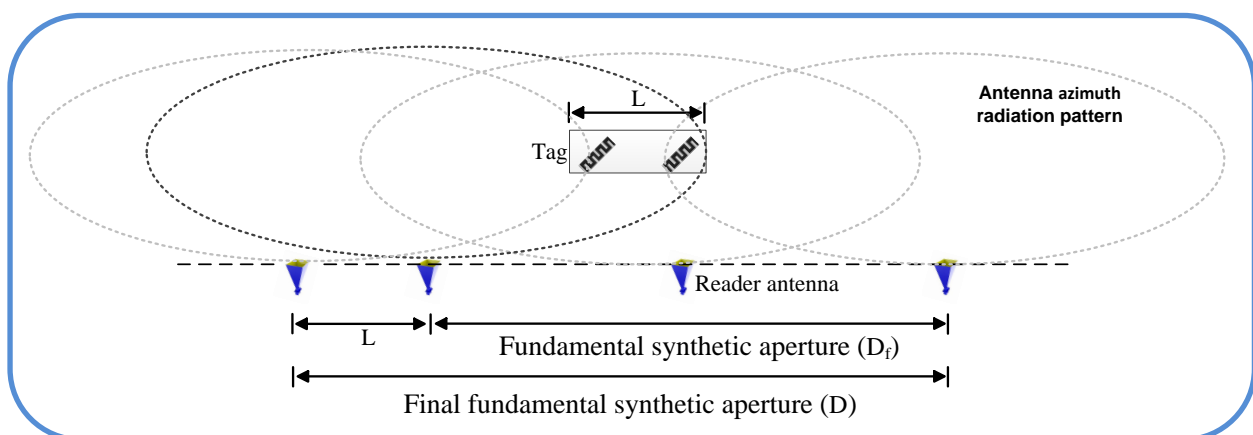 L
Antenna azimuth
radiation pattern
Tag
Reader antenna
L
Fundamental synthetic aperture (Df)
Final fundamental synthetic aperture (D)